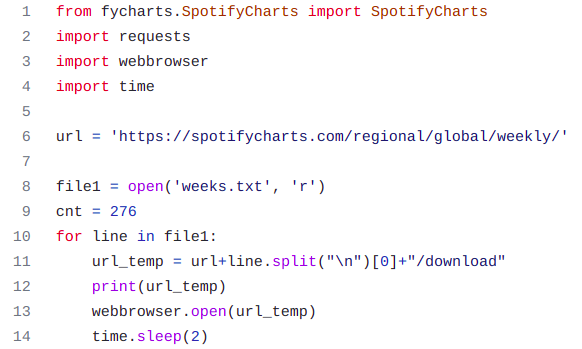 1 from fycharts.SpotifyCharts import SpotifyCharts
2 import requests
3 import webbrowser
4 import time
5
6 url = 'https://spotifycharts.com/regional/global/weekly/'
7
8 file1 = open('weeks.txt', 'r')
9 cnt = 276
10 for line in file1:
11     url_temp = url+line.split("\n")[0]+"/download"
12     print(url_temp)
13     webbrowser.open(url_temp)
14     time.sleep(2)